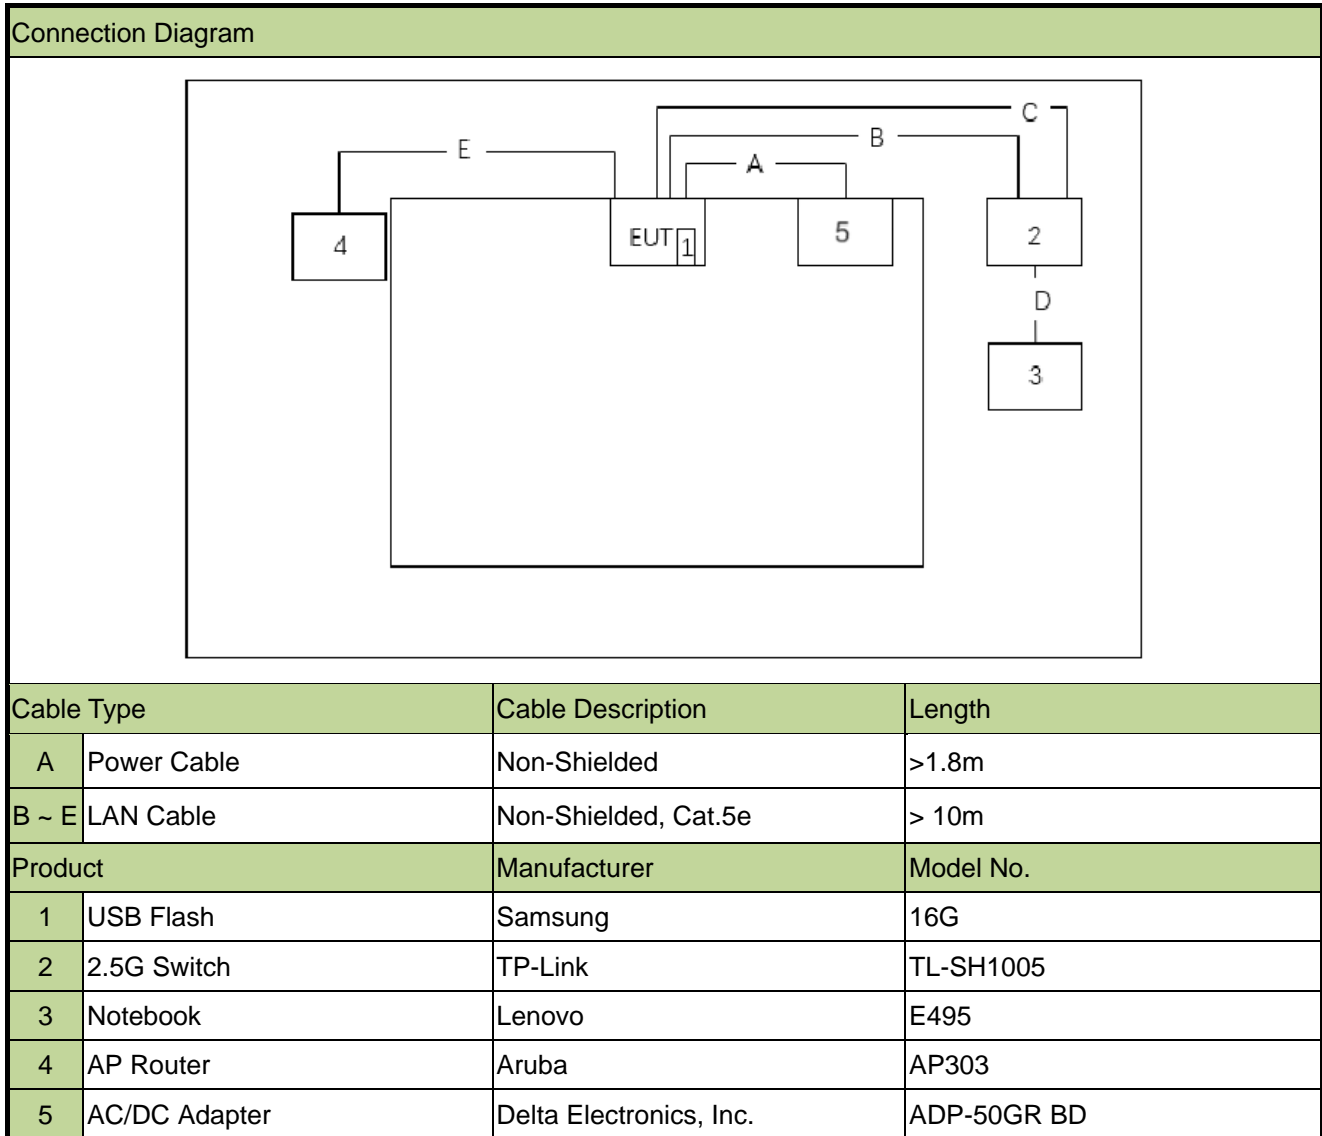 Connection Diagram
C
B
E
A
4
EUT 1
5
2
D
3
Cable Type Cable Description Length
A Power Cable Non-Shielded >1.8m
B ~ E LAN Cable Non-Shielded, Cat.5e > 10m
Product Manufacturer Model No.
1 USB Flash Samsung 16G
2 2.5G Switch TP-Link TL-SH1005
3 Notebook Lenovo E495
4 AP Router Aruba AP303
5 AC/DC Adapter Delta Electronics, Inc. ADP-50GR BD